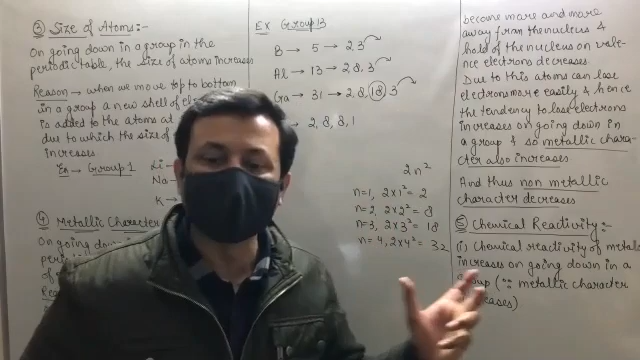 ③ Size of Atoms:-
On going down in a group in the
periodic table, the size of atoms increases
Reason → when we move top to bottom
in a group a new shell of el
is added to the atoms at
due to which the size of
increases
Ex → Group 1
Li -
Na -
K →
④ Metallic Character
On going do
perio
Rea
Ex Group 13
B → 5 → 2 3
Al → 13 → 2, 8, 3
Ga → 31 → 2, 8, 18, 3
→ 2, 8, 8, 1
2n²
n=1, 2×1² = 2
n=2, 2×2² = 8
n=3, 2×3² = 18
n=4, 2×4² = 32
become more and more
away from the nucleus &
hold of the nucleus on vale-
nce electrons decreases
Due to this atoms can lose
electrons more easily & hence
the tendency to lose electrons
increases on going down in
a group & so metallic chara-
cter also increases
And thus non metallic
character decreases
⑤ Chemical Reactivity:-
(i) Chemical reactivity of metals
increases on going down in a
group (∵ metallic character
eases)